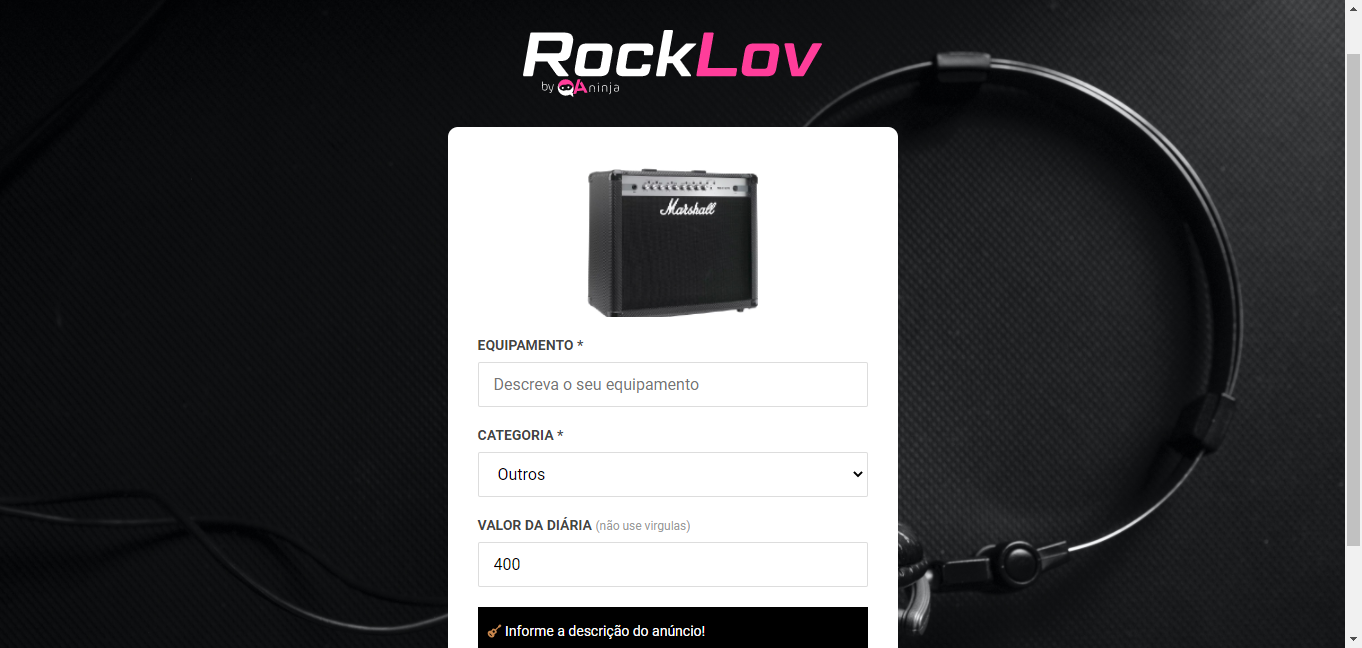 RockLov
by QAninja
Marshall
EQUIPAMENTO *
Descreva o seu equipamento
CATEGORIA *
Outros
VALOR DA DIÁRIA (não use virgulas)
400
Informe a descrição do anúncio!